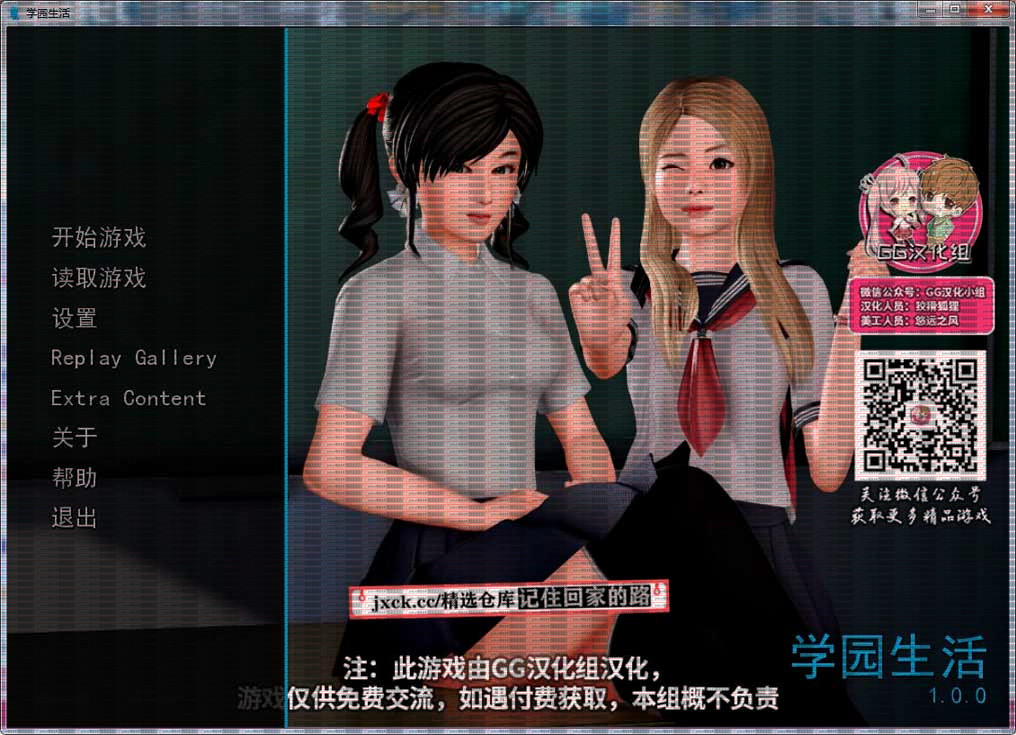 学园生活
开始游戏
读取游戏
设置
Replay Gallery
Extra Content
关于
帮助
退出
GG汉化组
微信公众号：GG汉化小组
汉化人员：狡猾狐狸
美工人员：悠远之风
关注微信公众号
获取更多精品游戏
jxck.cc/精选仓库记住回家的路
学园生活
1.0.0
注：此游戏由GG汉化组汉化，
游戏仅供免费交流，如遇付费获取，本组概不负责